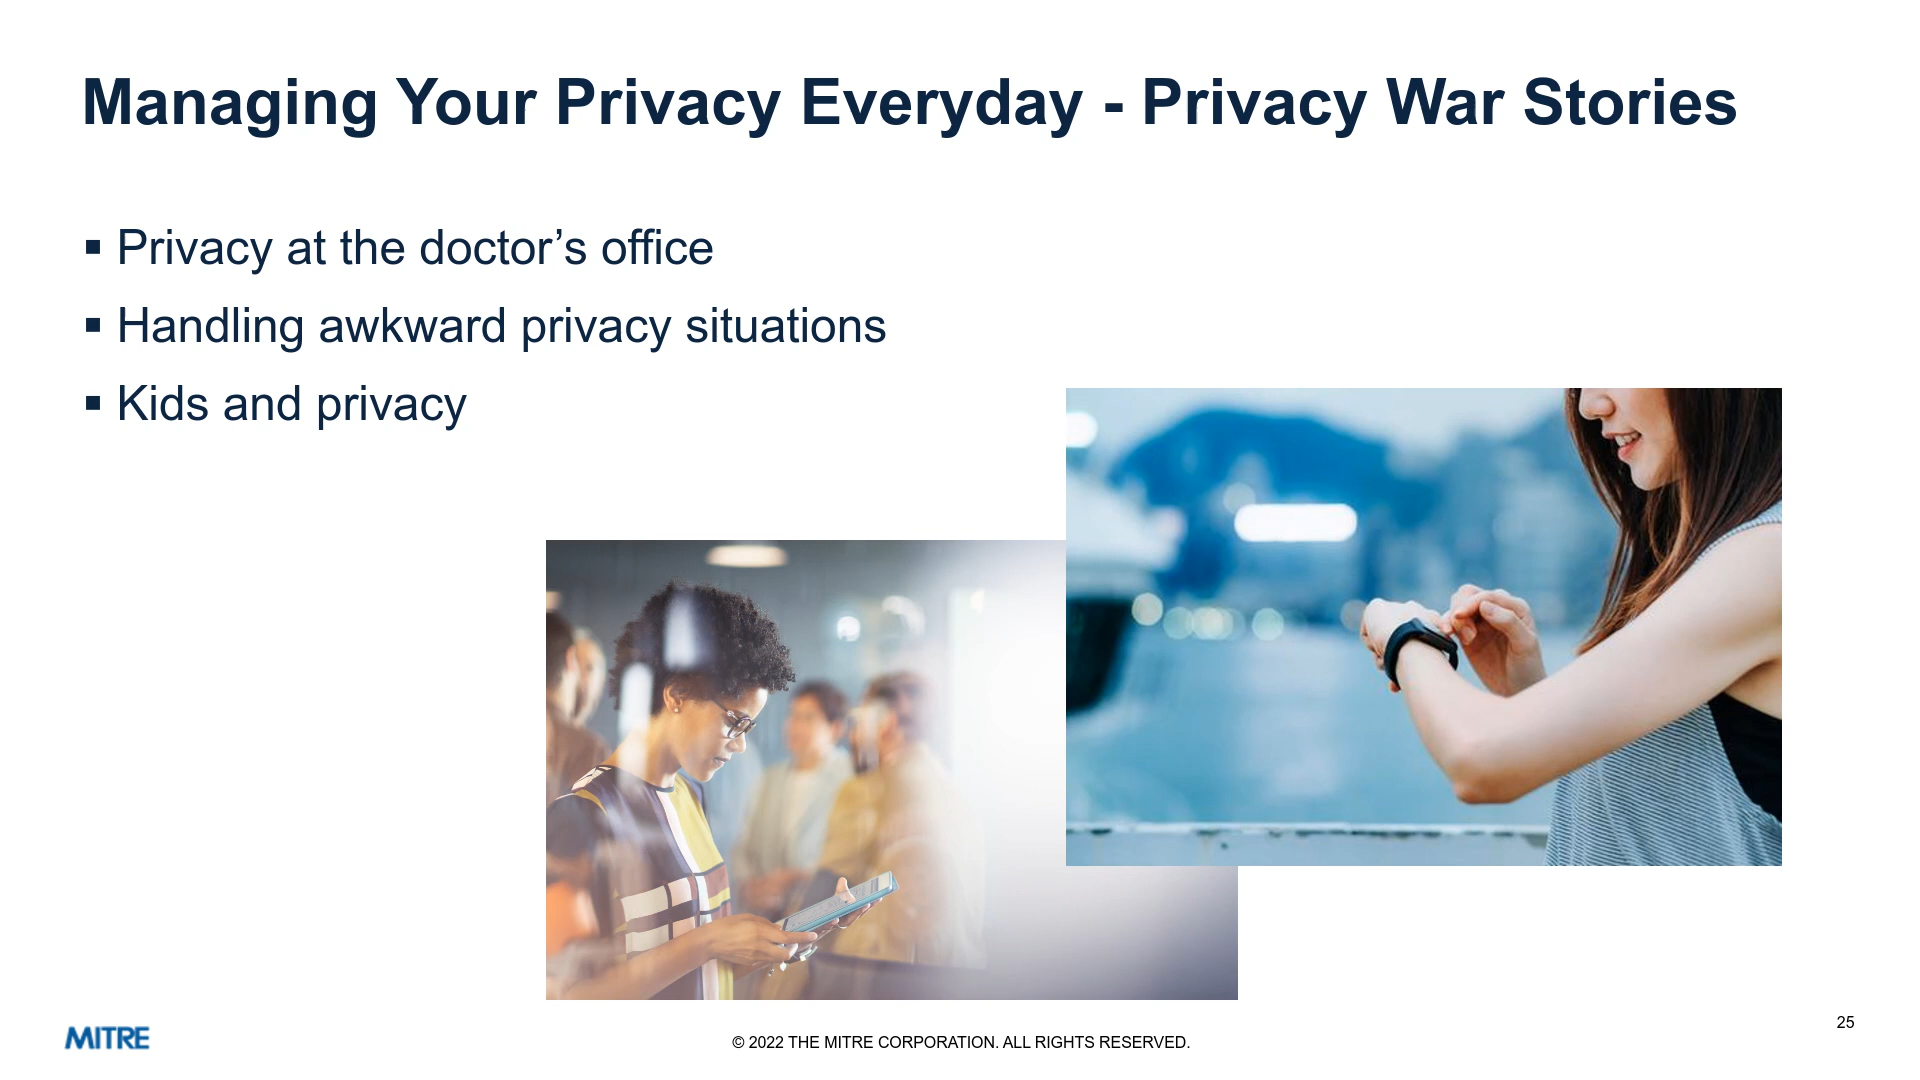 Managing Your Privacy Everyday - Privacy War Stories
▪ Privacy at the doctor’s office
▪ Handling awkward privacy situations
▪ Kids and privacy
MITRE
© 2022 THE MITRE CORPORATION. ALL RIGHTS RESERVED.
25